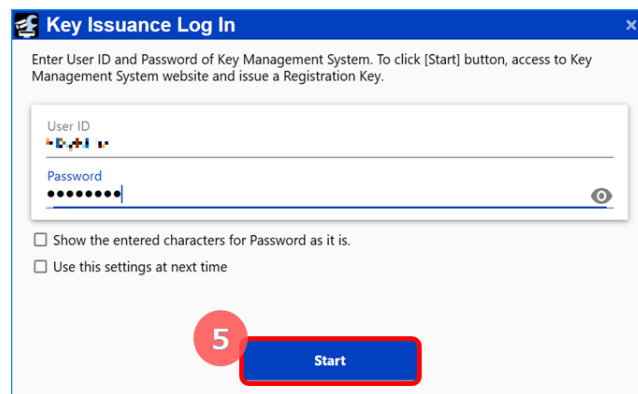 Key Issuance Log In
Enter User ID and Password of Key Management System. To click [Start] button, access to Key
Management System website and issue a Registration Key.
User ID
Password
••••••••
Show the entered characters for Password as it is.
Use this settings at next time
5
Start